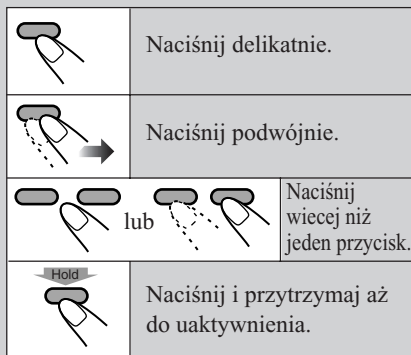 Naciśnij delikatnie.
Naciśnij podwójnie.
lub
Naciśnij
wiecej niż
jeden przycisk.
Hold
Naciśnij i przytrzymaj aż
do uaktywnienia.